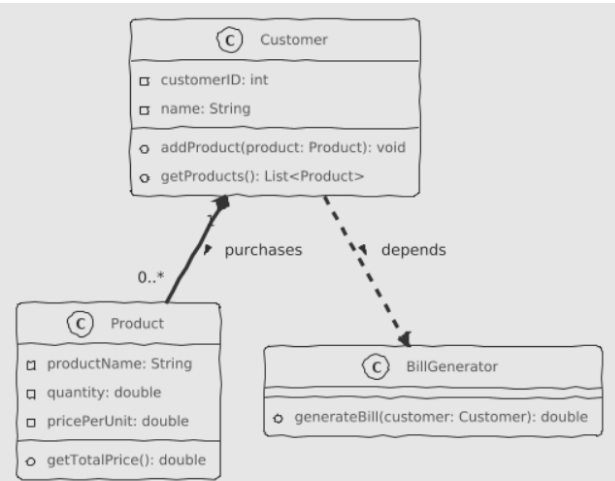 C Customer
customerID: int
name: String
addProduct(product: Product): void
getProducts(): List<Product>
1
purchases
depends
0..*
C Product
productName: String
quantity: double
pricePerUnit: double
getTotalPrice(): double
C BillGenerator
generateBill(customer: Customer): double